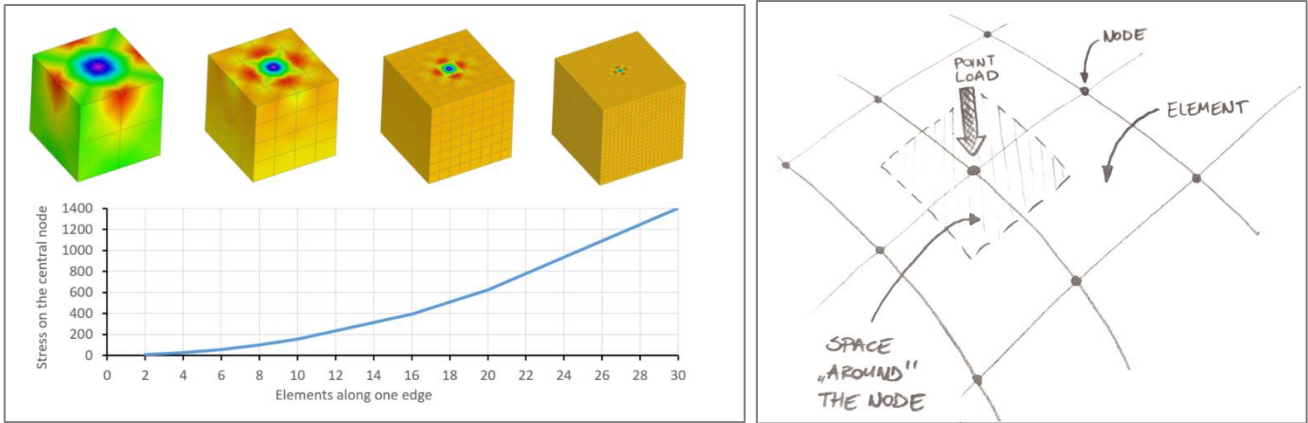 1400
1200
1000
800
600
400
200
0
Stress on the central node
0 2 4 6 8 10 12 14 16 18 20 22 24 26 28 30
Elements along one edge
NODE
POINT
LOAD
ELEMENT
SPACE
„AROUND"
THE NODE